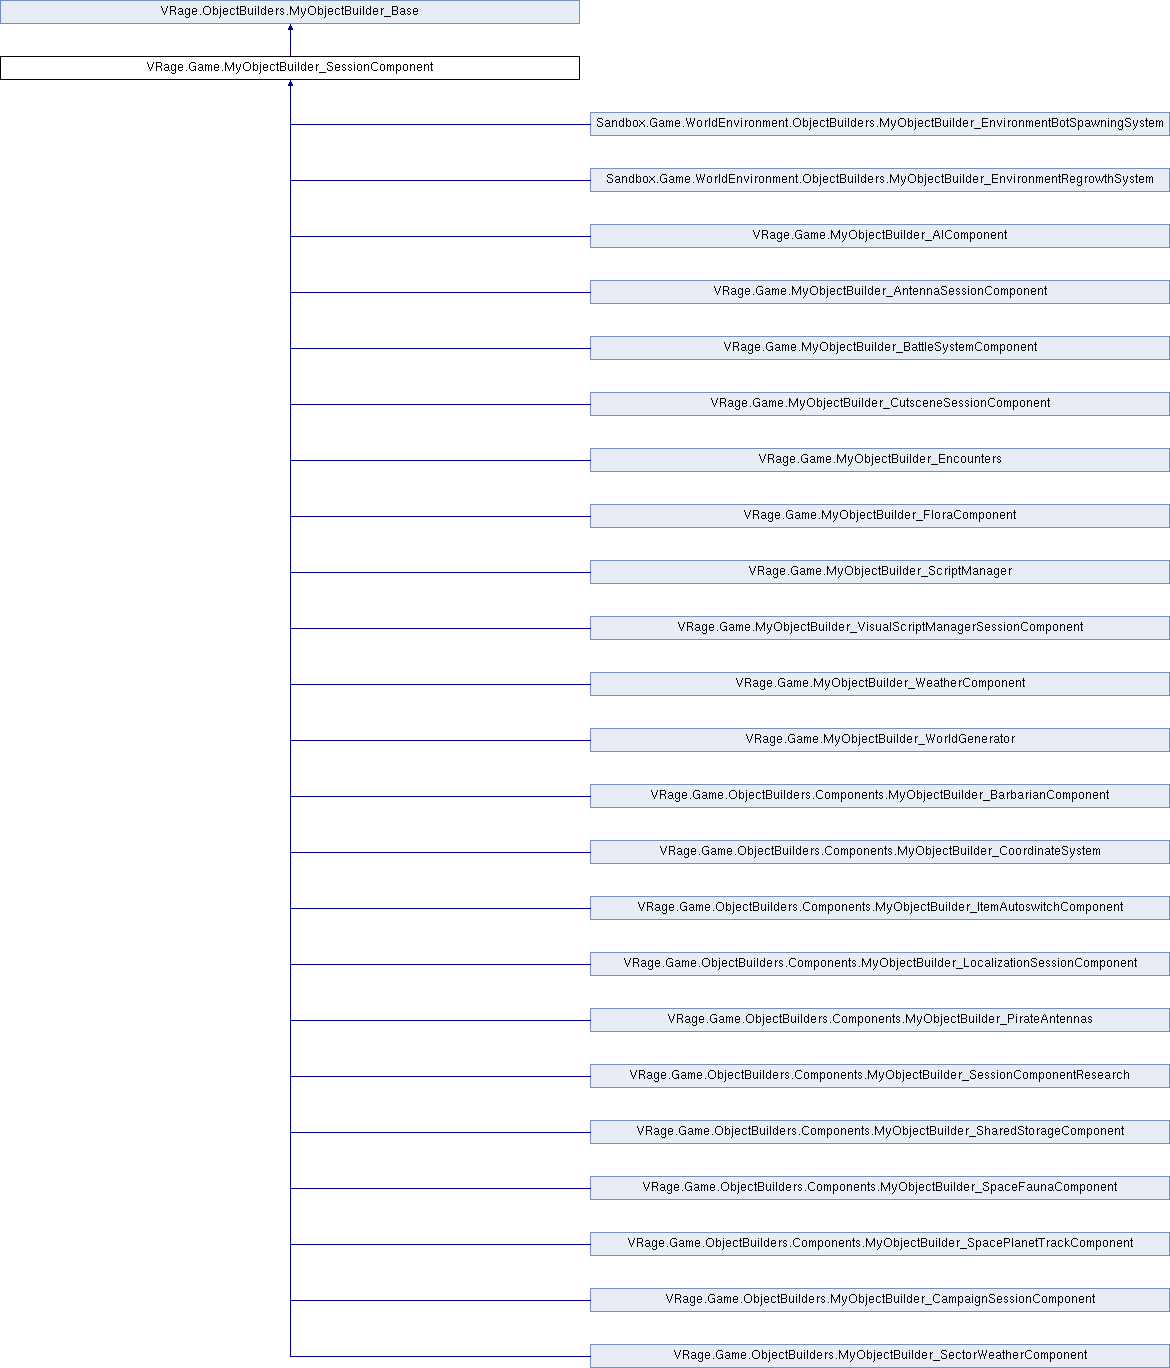 VRage.ObjectBuilders.MyObjectBuilder_Base
VRage.Game.MyObjectBuilder_SessionComponent
Sandbox.Game.WorldEnvironment.ObjectBuilders.MyObjectBuilder_EnvironmentBotSpawningSystem
Sandbox.Game.WorldEnvironment.ObjectBuilders.MyObjectBuilder_EnvironmentRegrowthSystem
VRage.Game.MyObjectBuilder_AIComponent
VRage.Game.MyObjectBuilder_AntennaSessionComponent
VRage.Game.MyObjectBuilder_BattleSystemComponent
VRage.Game.MyObjectBuilder_CutsceneSessionComponent
VRage.Game.MyObjectBuilder_Encounters
VRage.Game.MyObjectBuilder_FloraComponent
VRage.Game.MyObjectBuilder_ScriptManager
VRage.Game.MyObjectBuilder_VisualScriptManagerSessionComponent
VRage.Game.MyObjectBuilder_WeatherComponent
VRage.Game.MyObjectBuilder_WorldGenerator
VRage.Game.ObjectBuilders.Components.MyObjectBuilder_BarbarianComponent
VRage.Game.ObjectBuilders.Components.MyObjectBuilder_CoordinateSystem
VRage.Game.ObjectBuilders.Components.MyObjectBuilder_ItemAutoswitchComponent
VRage.Game.ObjectBuilders.Components.MyObjectBuilder_LocalizationSessionComponent
VRage.Game.ObjectBuilders.Components.MyObjectBuilder_PirateAntennas
VRage.Game.ObjectBuilders.Components.MyObjectBuilder_SessionComponentResearch
VRage.Game.ObjectBuilders.Components.MyObjectBuilder_SharedStorageComponent
VRage.Game.ObjectBuilders.Components.MyObjectBuilder_SpaceFaunaComponent
VRage.Game.ObjectBuilders.Components.MyObjectBuilder_SpacePlanetTrackComponent
VRage.Game.ObjectBuilders.MyObjectBuilder_CampaignSessionComponent
VRage.Game.ObjectBuilders.MyObjectBuilder_SectorWeatherComponent